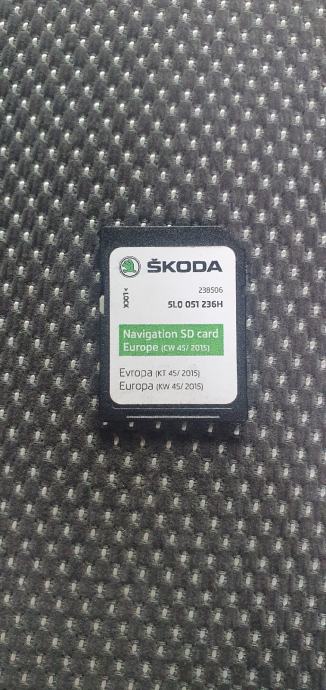 ŠKODA
LOCK
238506
5L0 051 236H
Navigation SD card
Europe (CW 45/ 2015)
Evropa (KT 45/ 2015)
Europa (KW 45/ 2015)